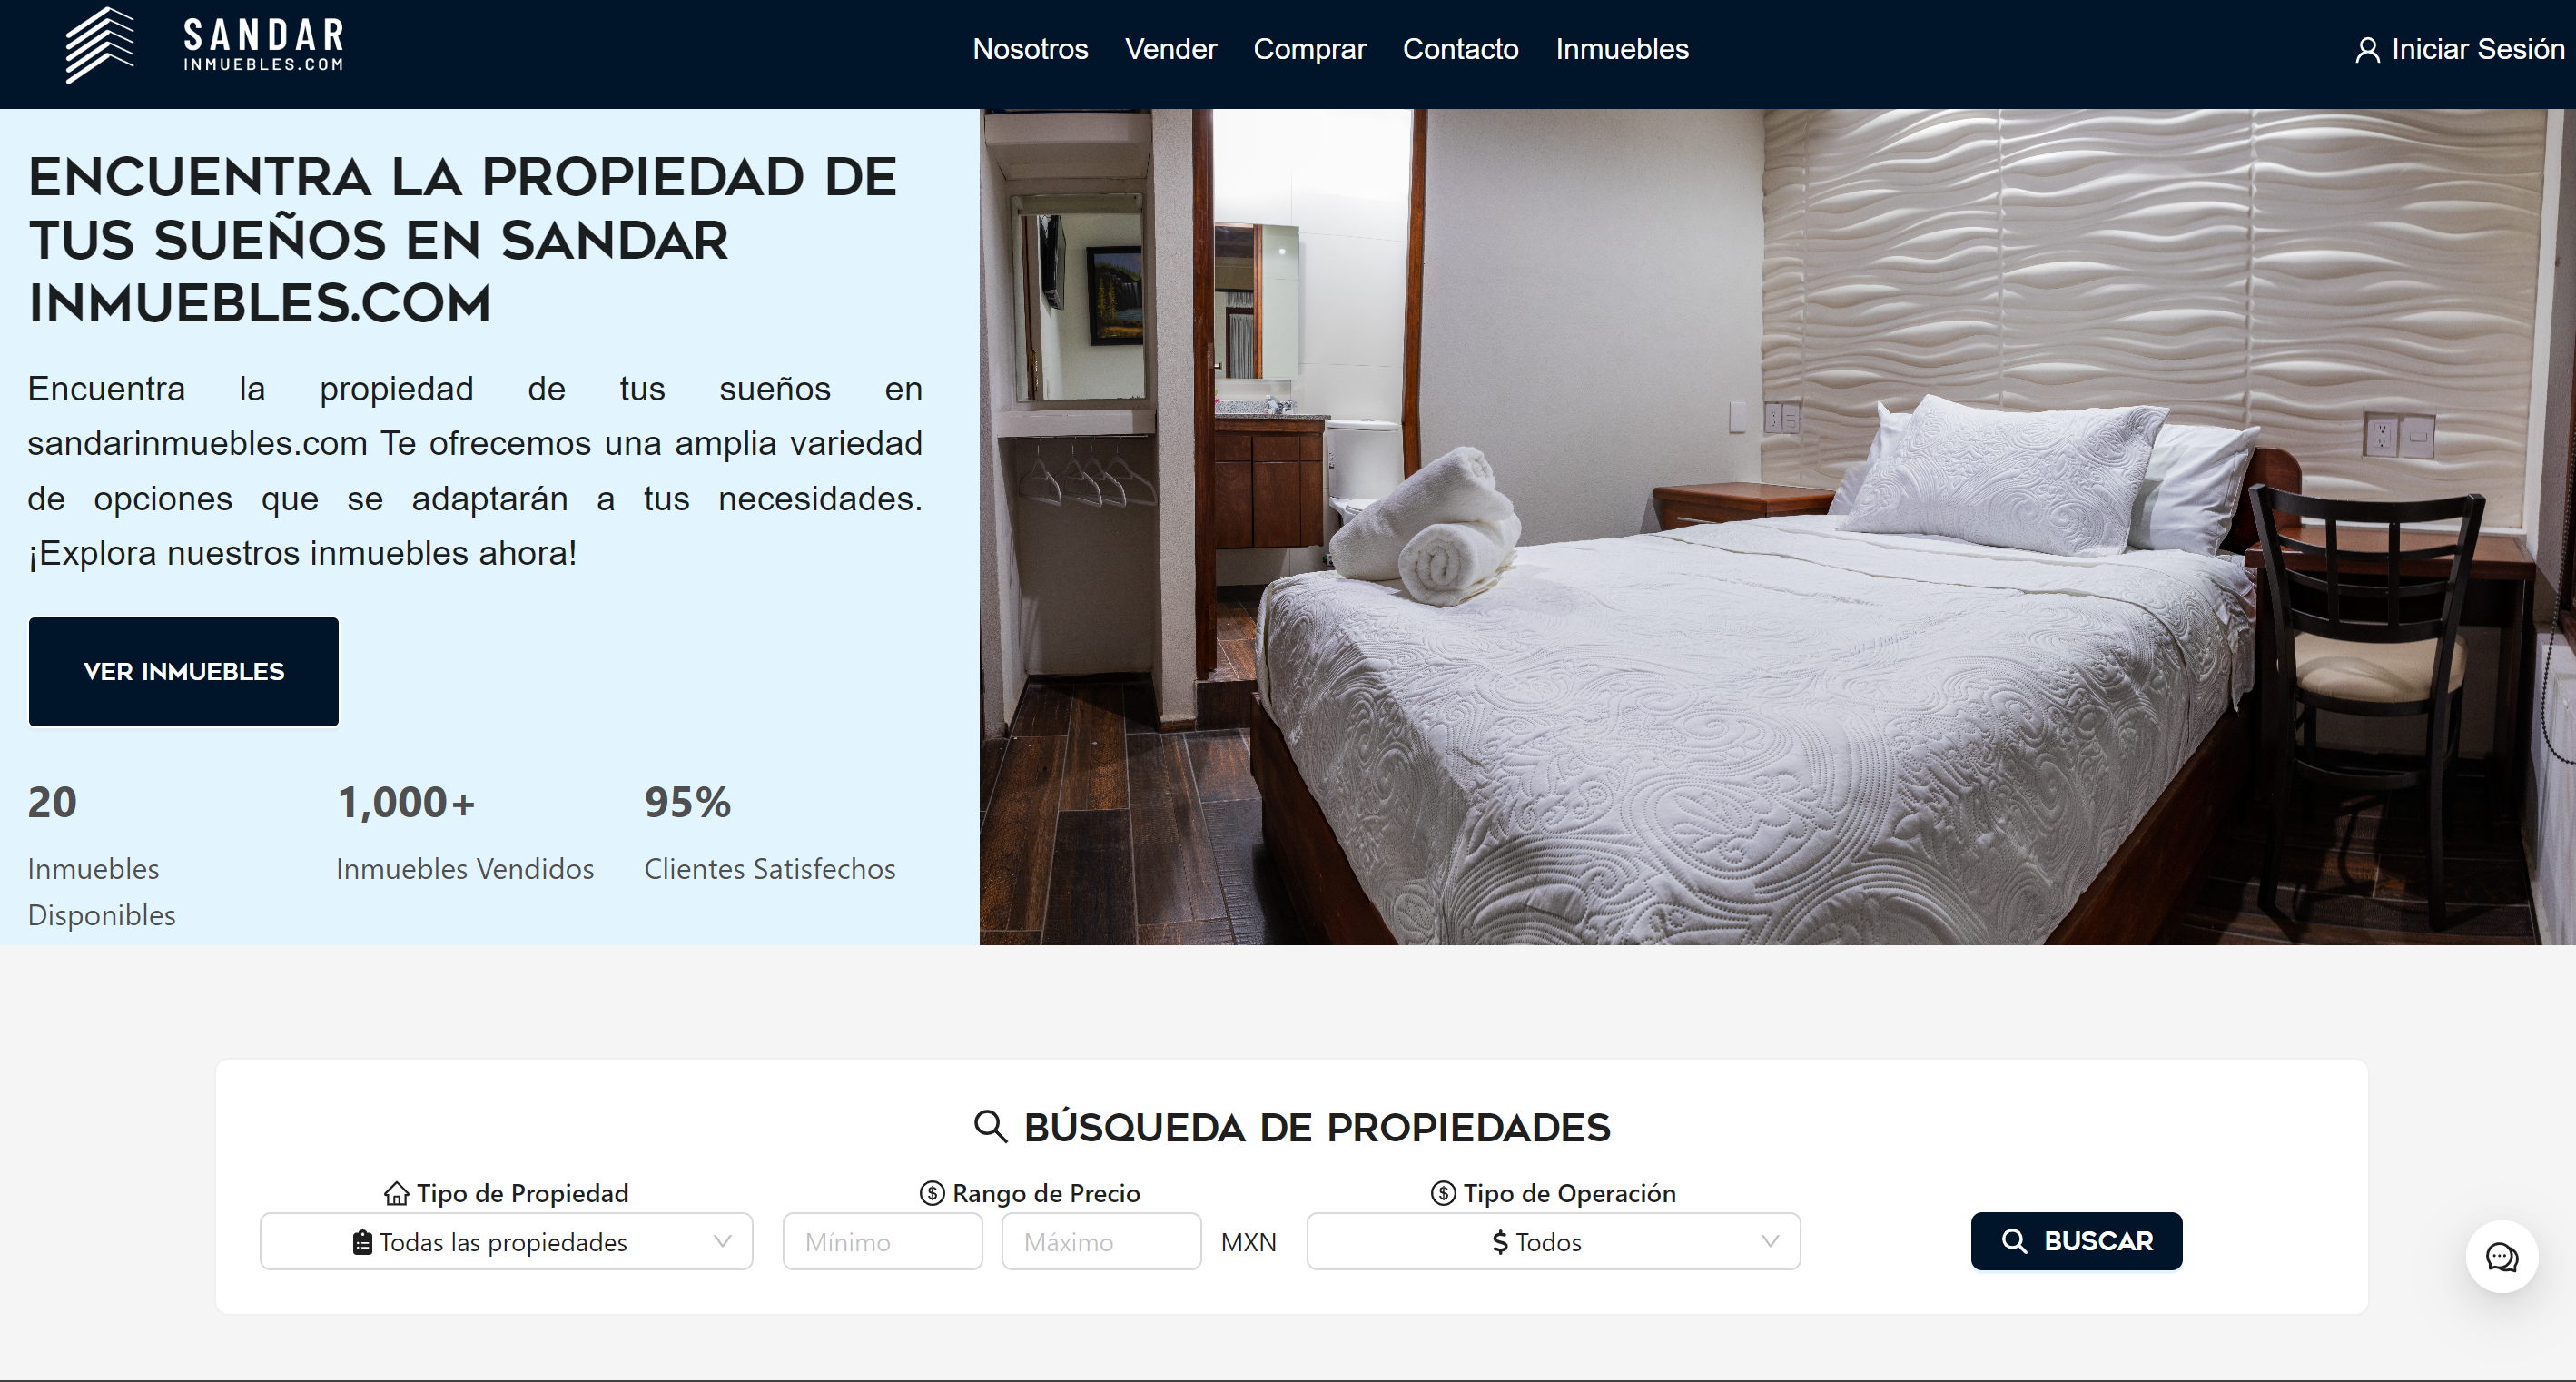 SANDAR
INMUEBLES.COM
Nosotros Vender Comprar Contacto Inmuebles
Iniciar Sesión
ENCUENTRA LA PROPIEDAD DE
TUS SUEÑOS EN SANDAR
INMUEBLES.COM
Encuentra la propiedad de tus sueños en
sandarinmuebles.com Te ofrecemos una amplia variedad
de opciones que se adaptarán a tus necesidades.
¡Explora nuestros inmuebles ahora!
VER INMUEBLES
20 1,000+ 95%
Inmuebles Inmuebles Vendidos Clientes Satisfechos
Disponibles
BÚSQUEDA DE PROPIEDADES
Tipo de Propiedad Rango de Precio Tipo de Operación
Todas las propiedades Mínimo Máximo MXN $ Todos BUSCAR